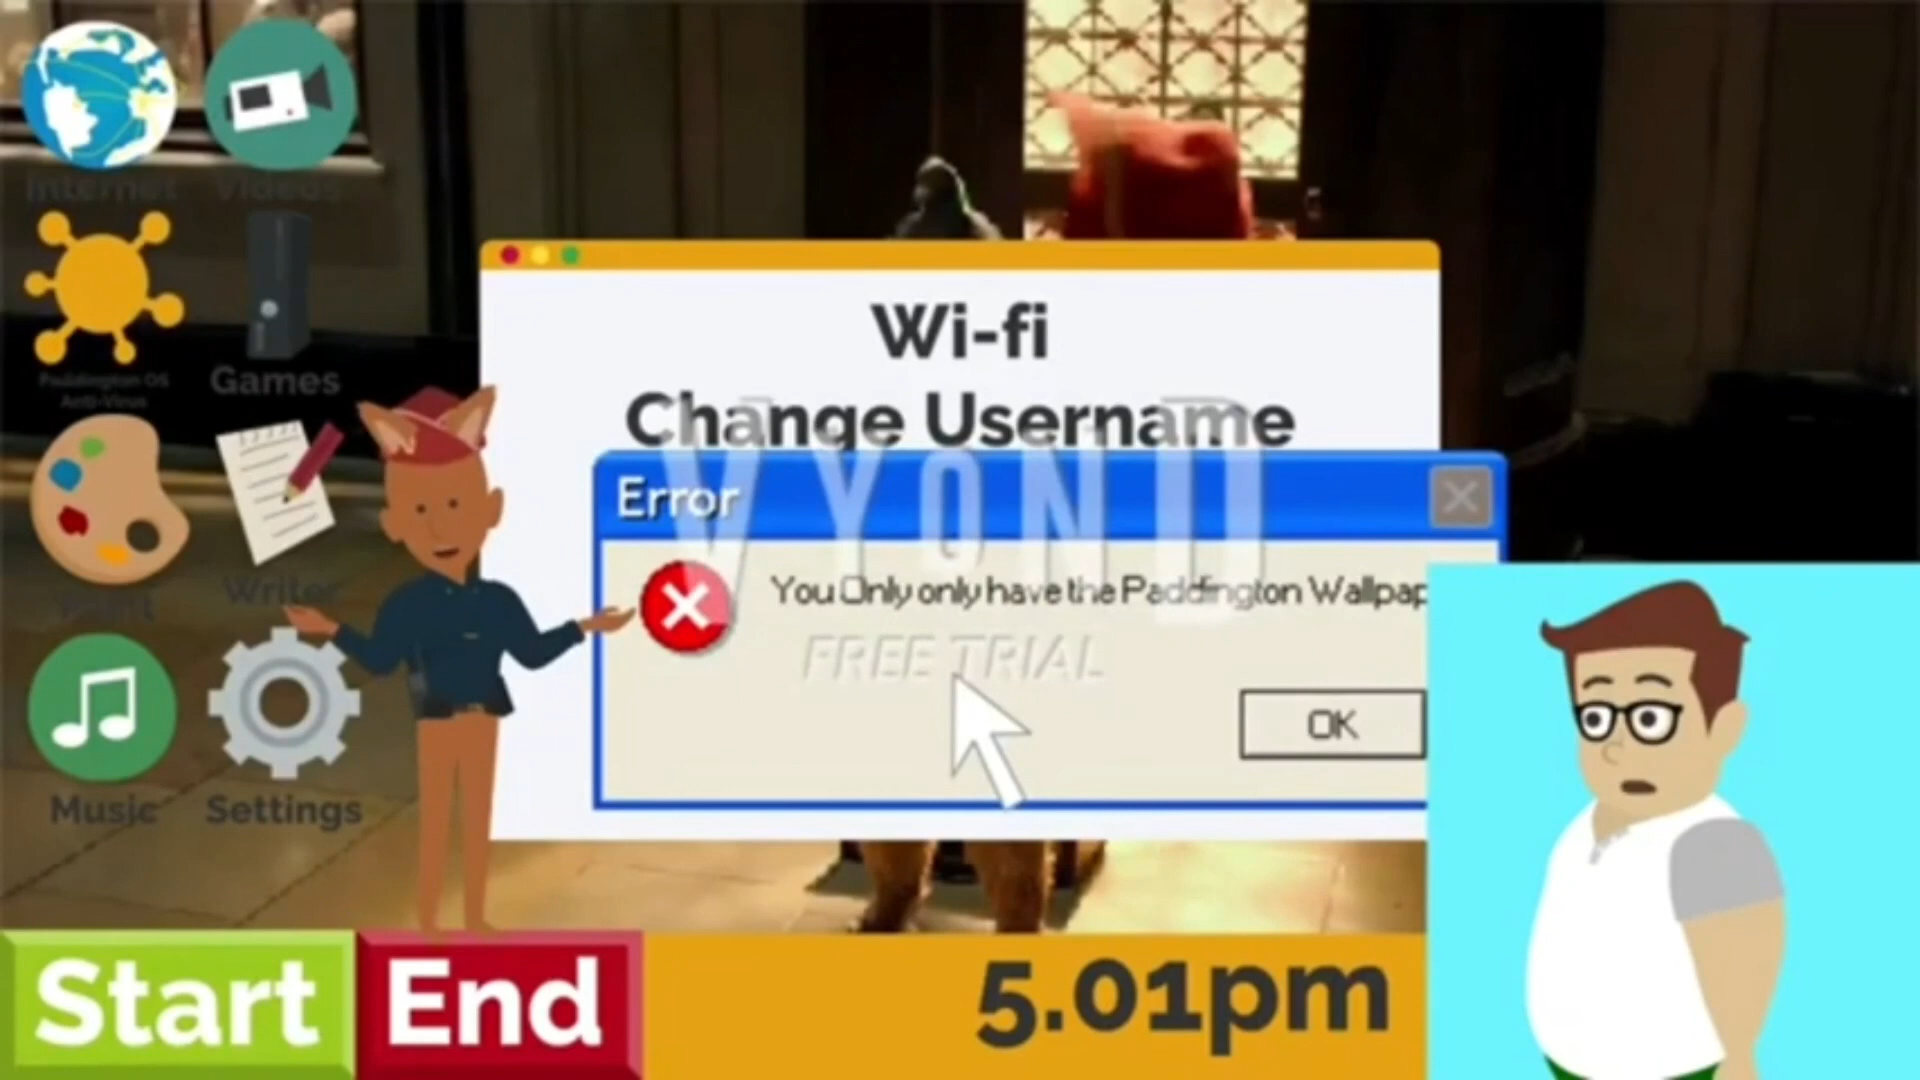 Internet
Videos
Paddington OS
Anti-Virus
Games
Paint
Writer
Music
Settings
Wi-fi
Change Username
Error
VYOND
You Only only have the Paddington Wallpap
FREE TRIAL
OK
Start
End
5.01pm